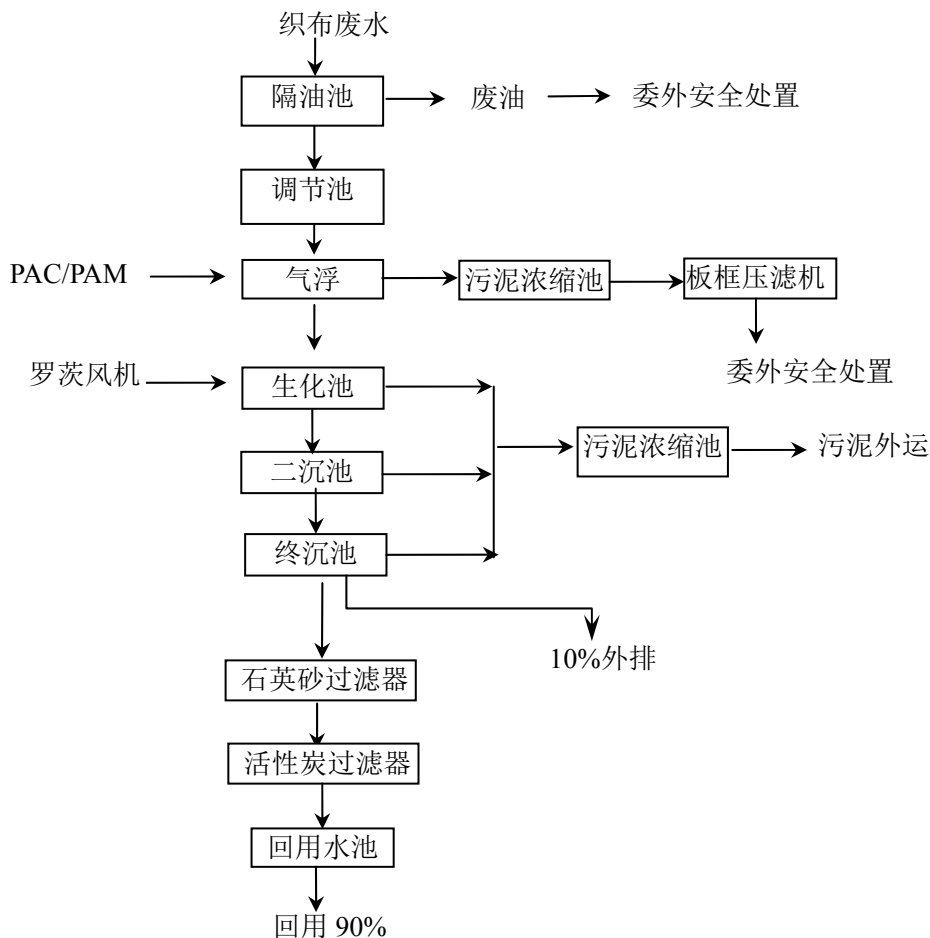 织布废水
隔油池
废油
委外安全处置
调节池
PAC/PAM
气浮
污泥浓缩池
板框压滤机
委外安全处置
罗茨风机
生化池
二沉池
污泥浓缩池
污泥外运
终沉池
10%外排
石英砂过滤器
活性炭过滤器
回用水池
回用 90%